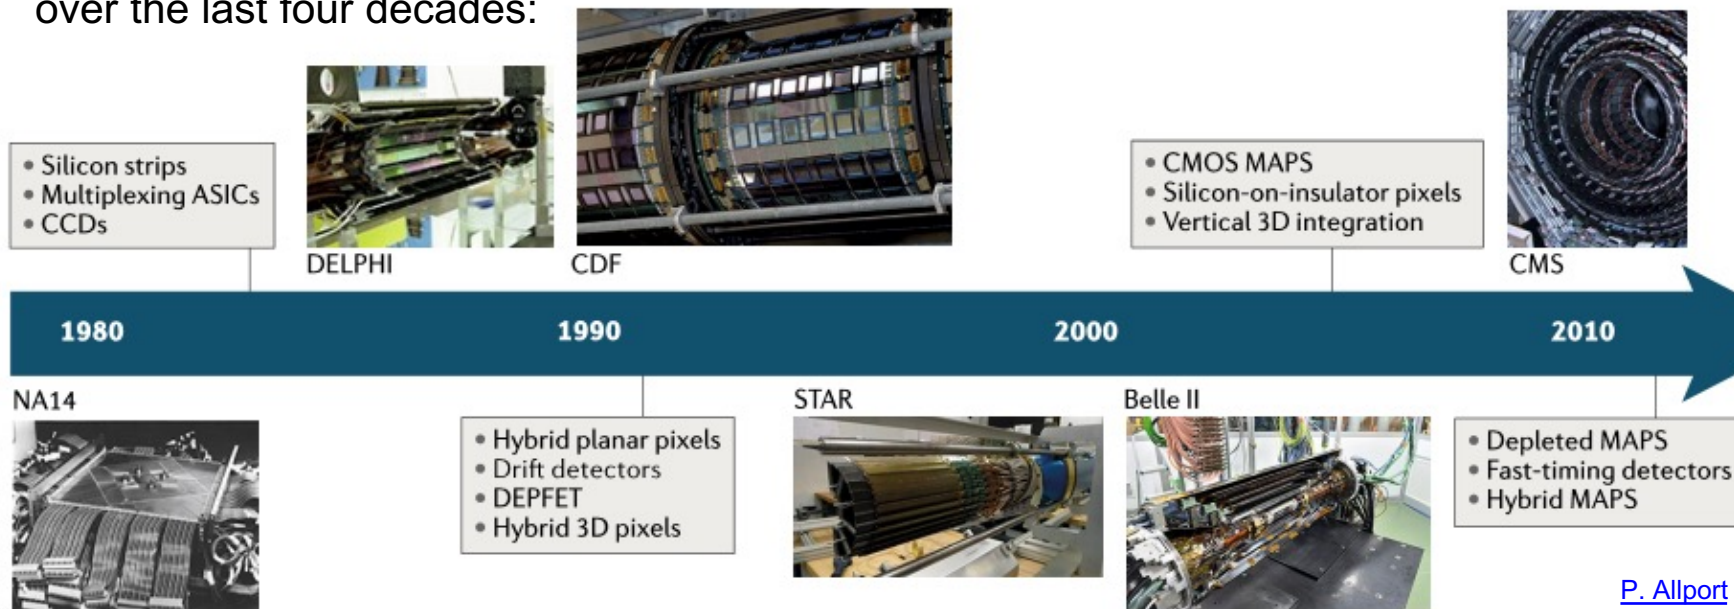 over the last four decades:
• Silicon strips
• Multiplexing ASICs
• CCDs
DELPHI
CDF
• CMOS MAPS
• Silicon-on-insulator pixels
• Vertical 3D integration
CMS
1980 1990 2000 2010
NA14
• Hybrid planar pixels
• Drift detectors
• DEPFET
• Hybrid 3D pixels
STAR
Belle II
• Depleted MAPS
• Fast-timing detectors
• Hybrid MAPS
P. Allport